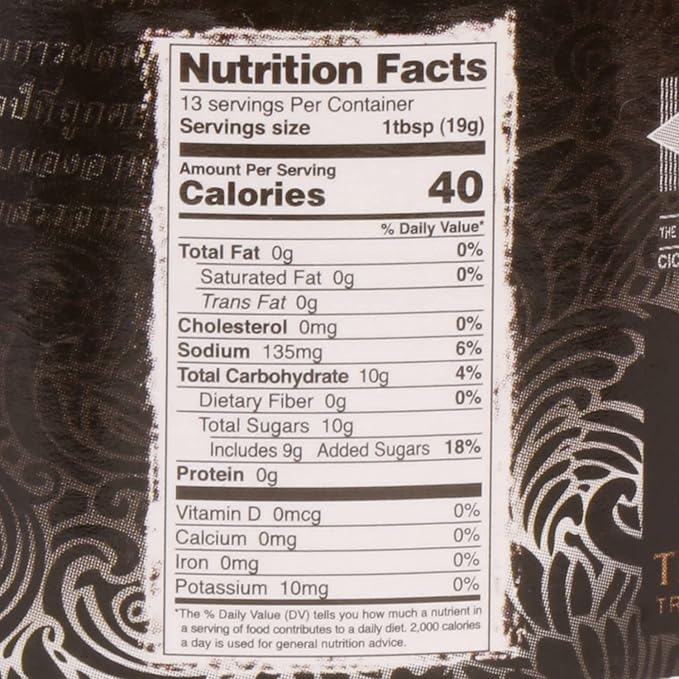 Nutrition Facts
13 servings Per Container
Servings size 1tbsp (19g)
Amount Per Serving
Calories 40
% Daily Value*
Total Fat 0g 0%
Saturated Fat 0g 0%
Trans Fat 0g
Cholesterol 0mg 0%
Sodium 135mg 6%
Total Carbohydrate 10g 4%
Dietary Fiber 0g 0%
Total Sugars 10g
Includes 9g Added Sugars 18%
Protein 0g
Vitamin D 0mcg 0%
Calcium 0mg 0%
Iron 0mg 0%
Potassium 10mg 0%
*The % Daily Value (DV) tells you how much a nutrient in
a serving of food contributes to a daily diet. 2,000 calories
a day is used for general nutrition advice.
THE